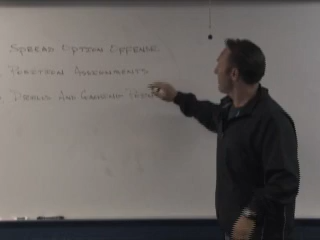 Spread Option Offense
Position Assignments
Drills And Coaching